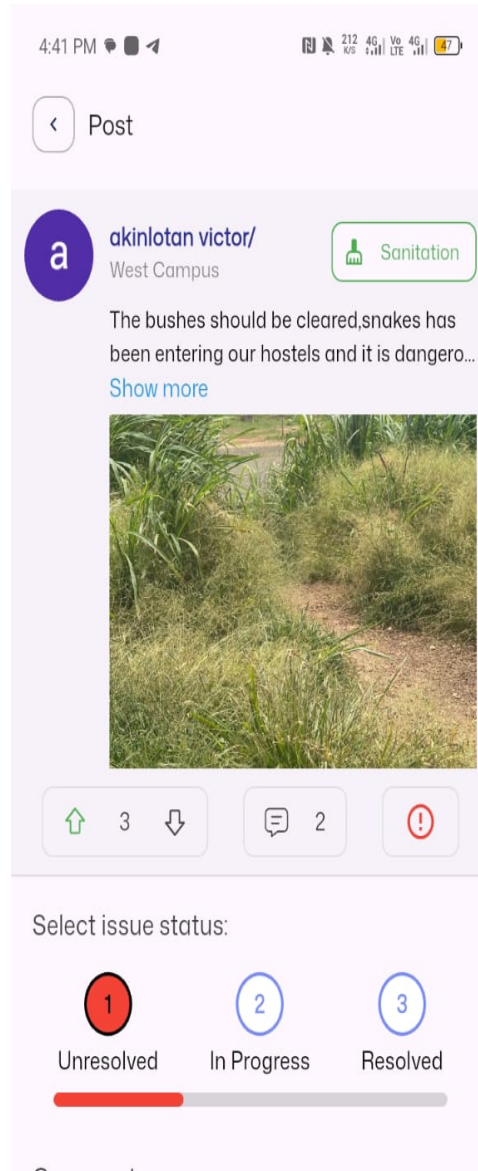 4:41 PM
212 K/S 4G Vo LTE 4G 47
Post
a
akinlotan victor/
West Campus
Sanitation
The bushes should be cleared,snakes has
been entering our hostels and it is dangero...
Show more
3
2
Select issue status:
1
2
3
Unresolved
In Progress
Resolved